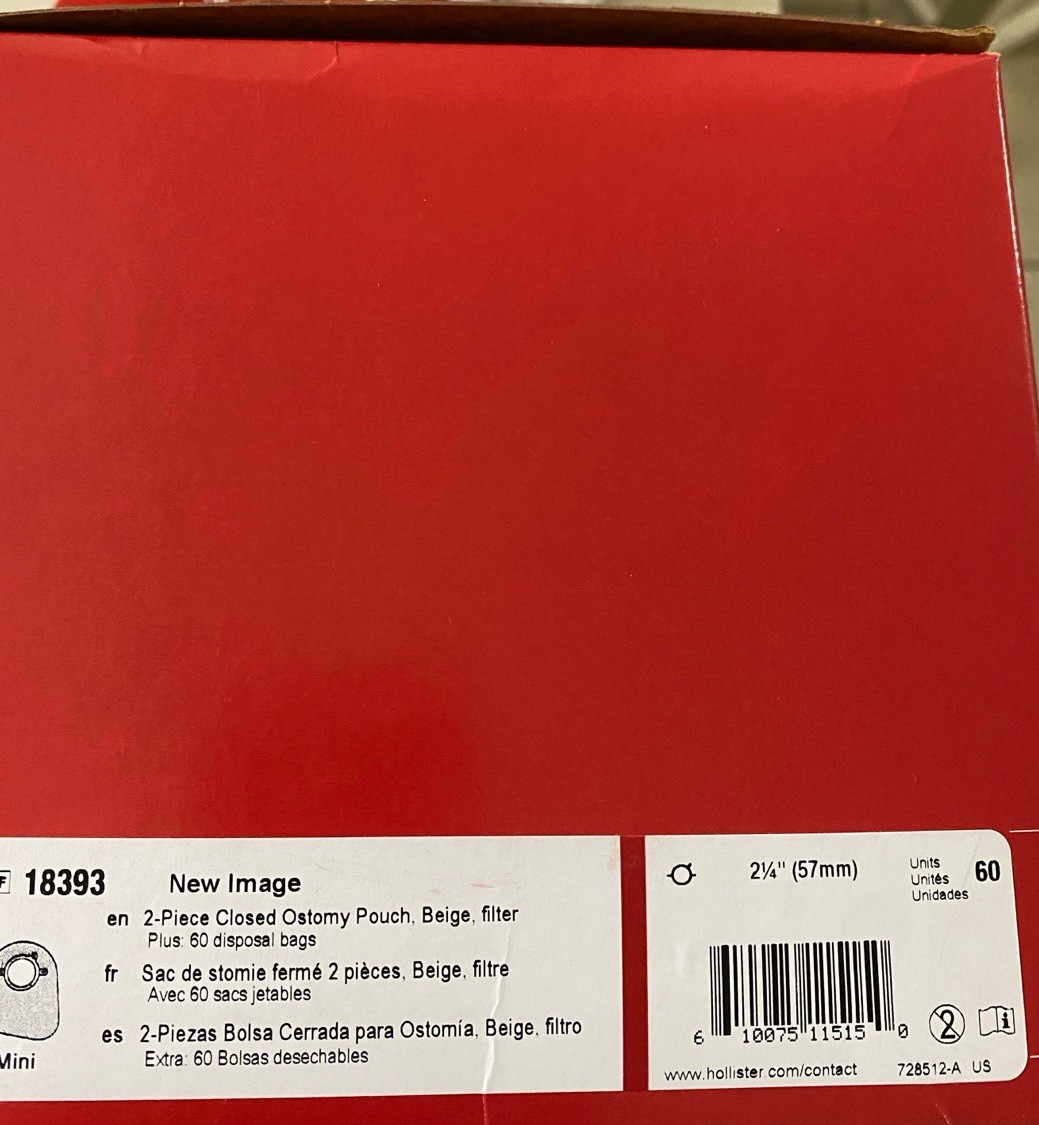 18393 New Image
en 2-Piece Closed Ostomy Pouch, Beige, filter
Plus: 60 disposal bags
fr Sac de stomie fermé 2 pièces, Beige, filtre
Avec 60 sacs jetables
es 2-Piezas Bolsa Cerrada para Ostomía, Beige, filtro
Extra: 60 Bolsas desechables
Mini
2¼" (57mm)
Units
Unités
Unidades
60
6 10075 11515 0
2
i
www.hollister.com/contact 728512-A US